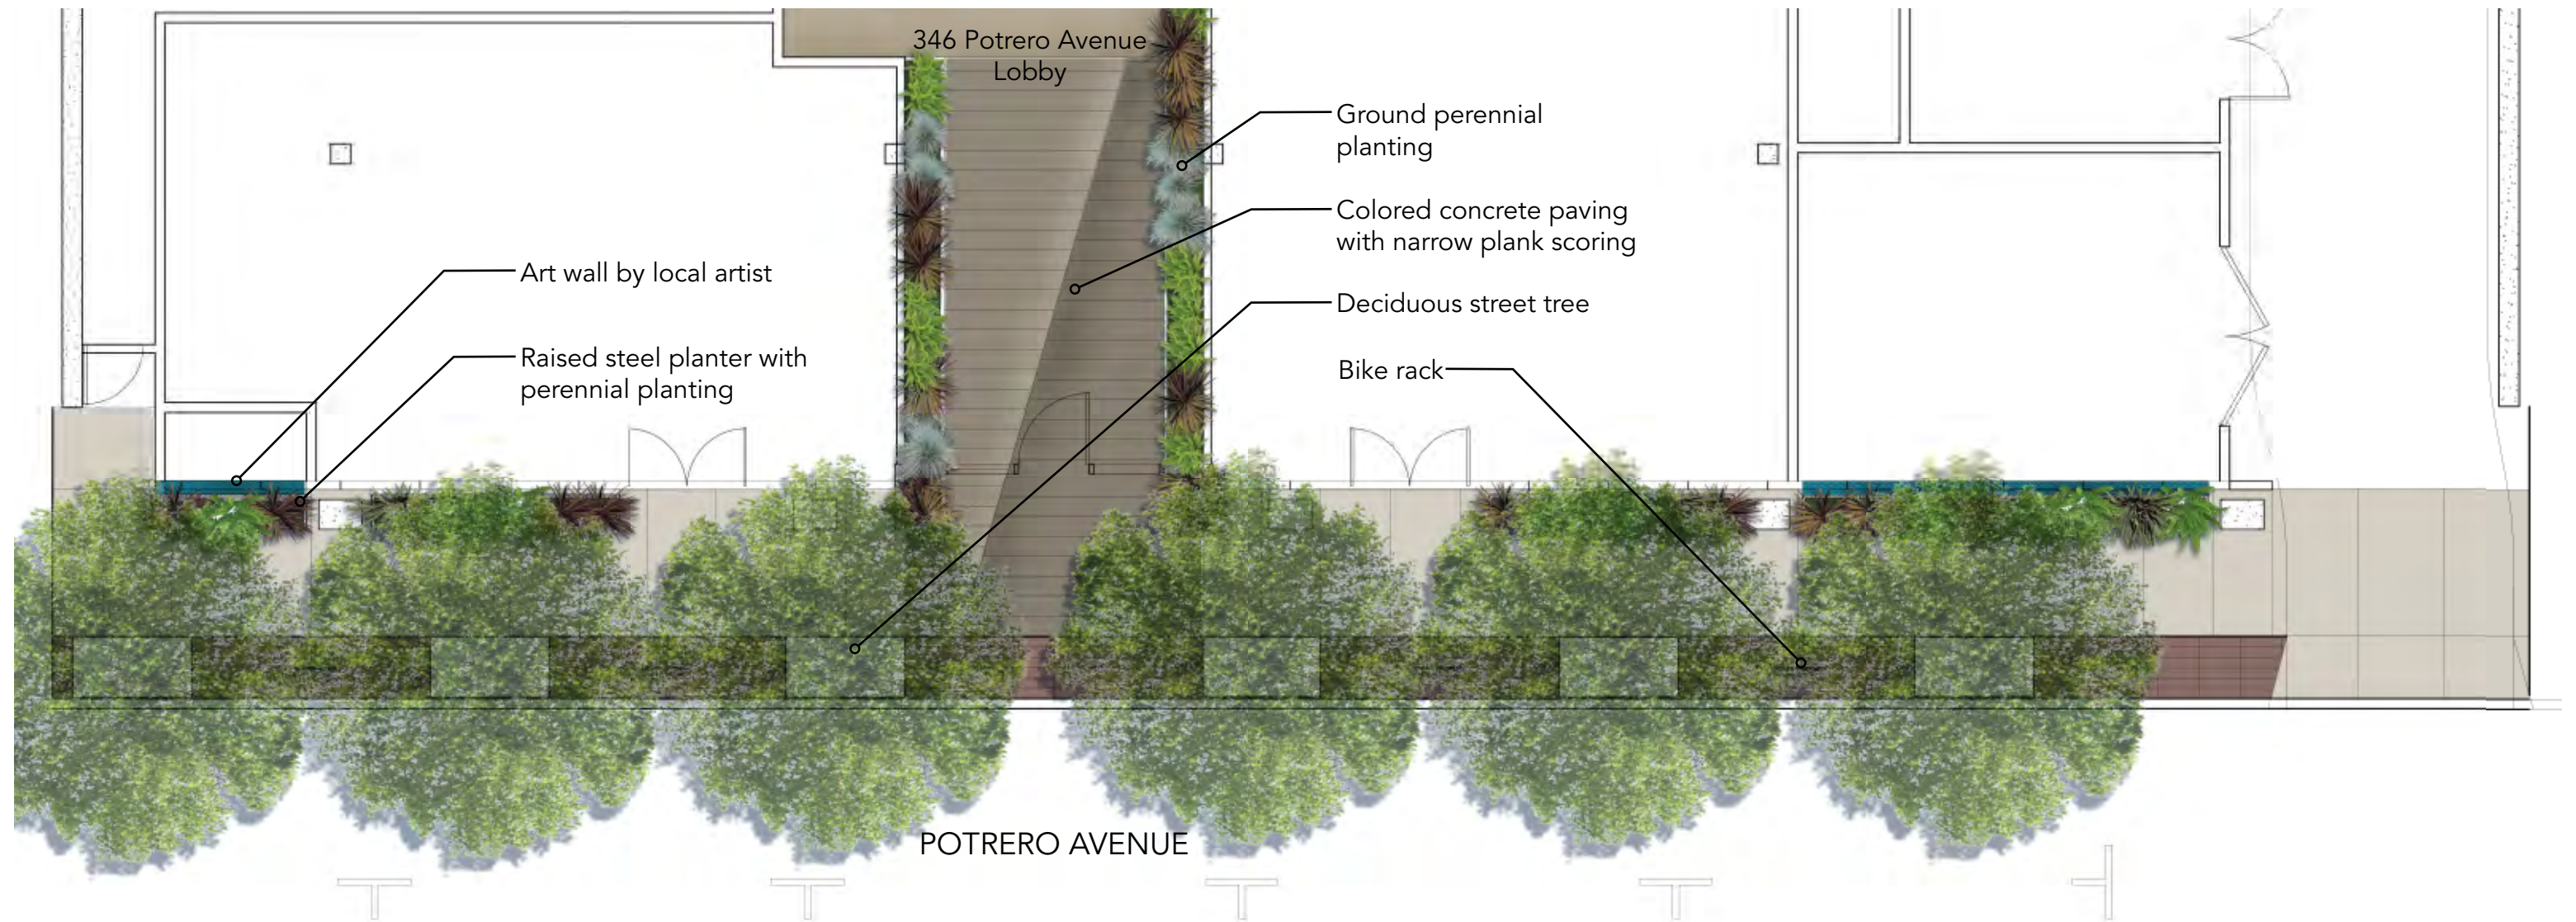 346 Potrero Avenue
Lobby
Ground perennial
planting
Colored concrete paving
with narrow plank scoring
Art wall by local artist
Deciduous street tree
Raised steel planter with
perennial planting
Bike rack
POTRERO AVENUE